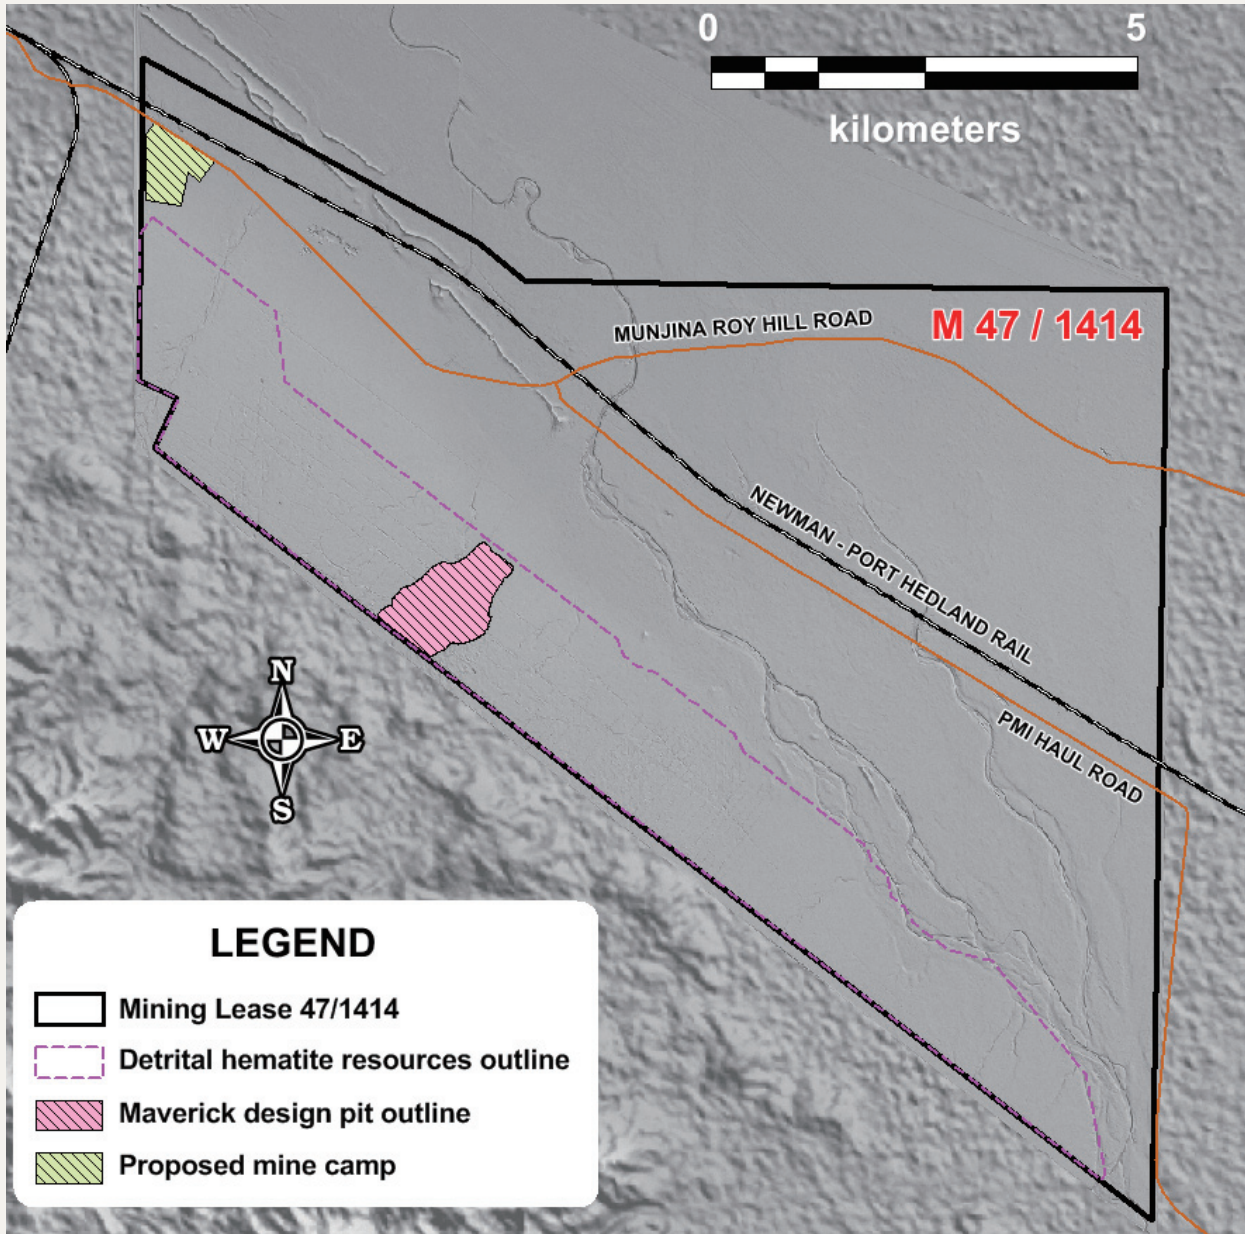 0 5
kilometers
MUNJINA ROY HILL ROAD
M 47 / 1414
NEWMAN - PORT HEDLAND RAIL
PMI HAUL ROAD
N
W E
S
LEGEND
Mining Lease 47/1414
Detrital hematite resources outline
Maverick design pit outline
Proposed mine camp